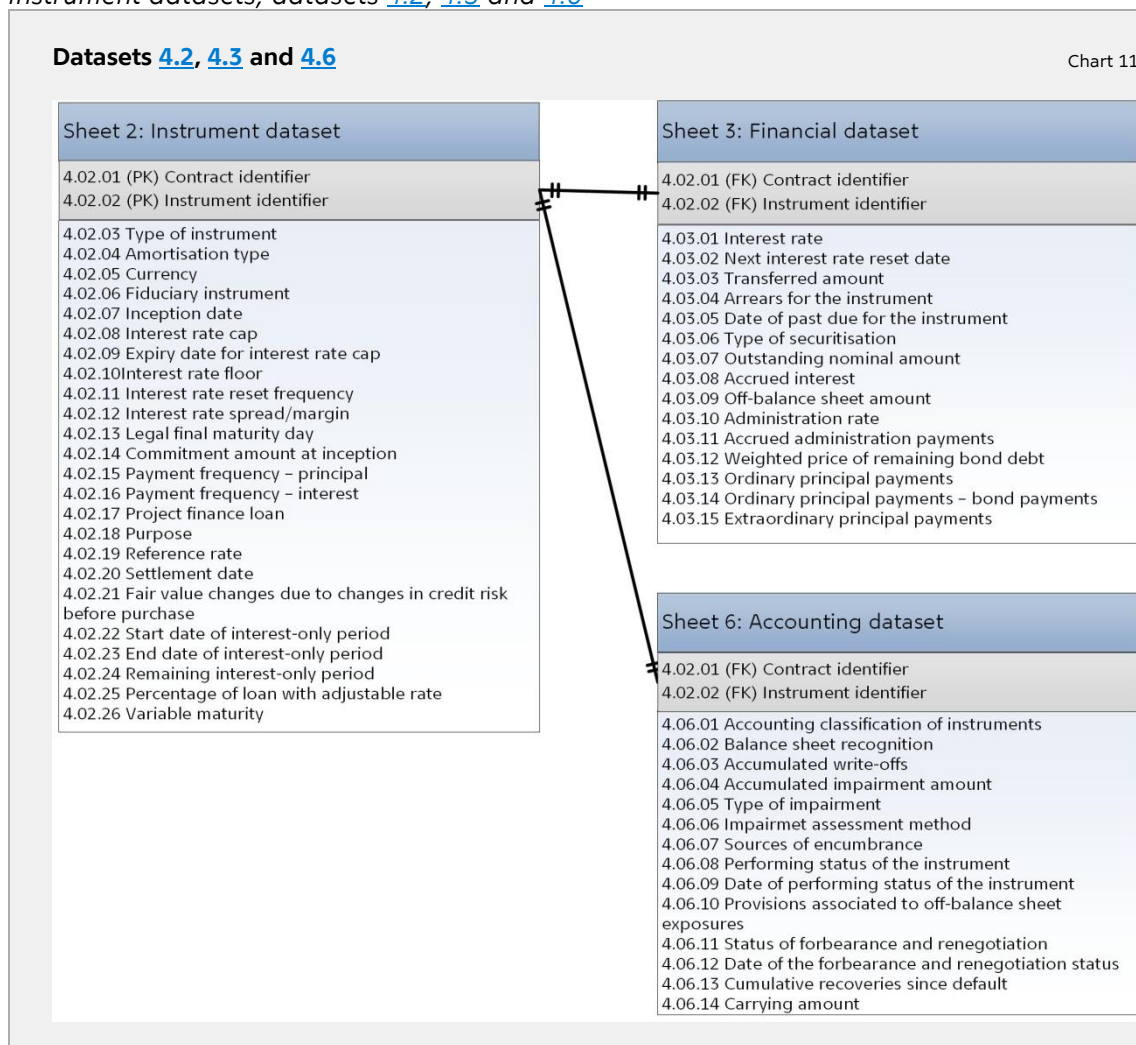 instrument datasets, datasets 4.2, 4.3 and 4.6
Datasets 4.2, 4.3 and 4.6
Chart 11
Sheet 2: Instrument dataset
4.02.01 (PK) Contract identifier
4.02.02 (PK) Instrument identifier
4.02.03 Type of instrument
4.02.04 Amortisation type
4.02.05 Currency
4.02.06 Fiduciary instrument
4.02.07 Inception date
4.02.08 Interest rate cap
4.02.09 Expiry date for interest rate cap
4.02.10Interest rate floor
4.02.11 Interest rate reset frequency
4.02.12 Interest rate spread/margin
4.02.13 Legal final maturity day
4.02.14 Commitment amount at inception
4.02.15 Payment frequency – principal
4.02.16 Payment frequency – interest
4.02.17 Project finance loan
4.02.18 Purpose
4.02.19 Reference rate
4.02.20 Settlement date
4.02.21 Fair value changes due to changes in credit risk
before purchase
4.02.22 Start date of interest-only period
4.02.23 End date of interest-only period
4.02.24 Remaining interest-only period
4.02.25 Percentage of loan with adjustable rate
4.02.26 Variable maturity
Sheet 3: Financial dataset
4.02.01 (FK) Contract identifier
4.02.02 (FK) Instrument identifier
4.03.01 Interest rate
4.03.02 Next interest rate reset date
4.03.03 Transferred amount
4.03.04 Arrears for the instrument
4.03.05 Date of past due for the instrument
4.03.06 Type of securitisation
4.03.07 Outstanding nominal amount
4.03.08 Accrued interest
4.03.09 Off-balance sheet amount
4.03.10 Administration rate
4.03.11 Accrued administration payments
4.03.12 Weighted price of remaining bond debt
4.03.13 Ordinary principal payments
4.03.14 Ordinary principal payments – bond payments
4.03.15 Extraordinary principal payments
Sheet 6: Accounting dataset
4.02.01 (FK) Contract identifier
4.02.02 (FK) Instrument identifier
4.06.01 Accounting classification of instruments
4.06.02 Balance sheet recognition
4.06.03 Accumulated write-offs
4.06.04 Accumulated impairment amount
4.06.05 Type of impairment
4.06.06 Impairmet assessment method
4.06.07 Sources of encumbrance
4.06.08 Performing status of the instrument
4.06.09 Date of performing status of the instrument
4.06.10 Provisions associated to off-balance sheet
exposures
4.06.11 Status of forbearance and renegotiation
4.06.12 Date of the forbearance and renegotiation status
4.06.13 Cumulative recoveries since default
4.06.14 Carrying amount